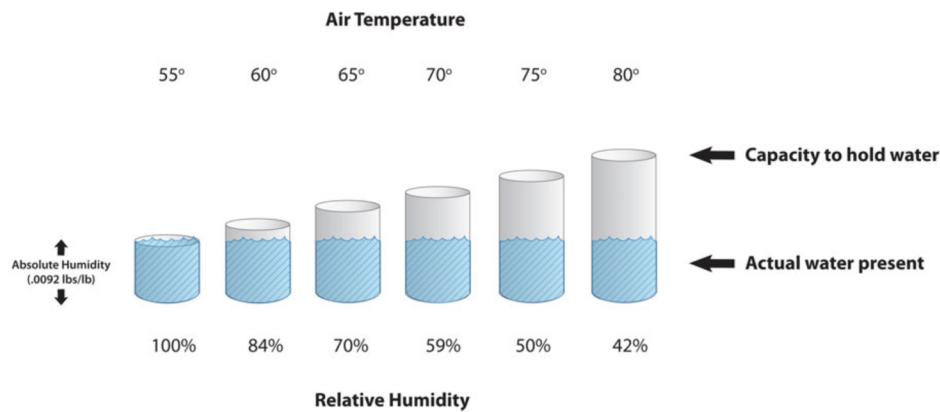 Air Temperature
55° 60° 65° 70° 75° 80°
Capacity to hold water
Absolute Humidity
(.0092 lbs/lb)
Actual water present
100% 84% 70% 59% 50% 42%
Relative Humidity